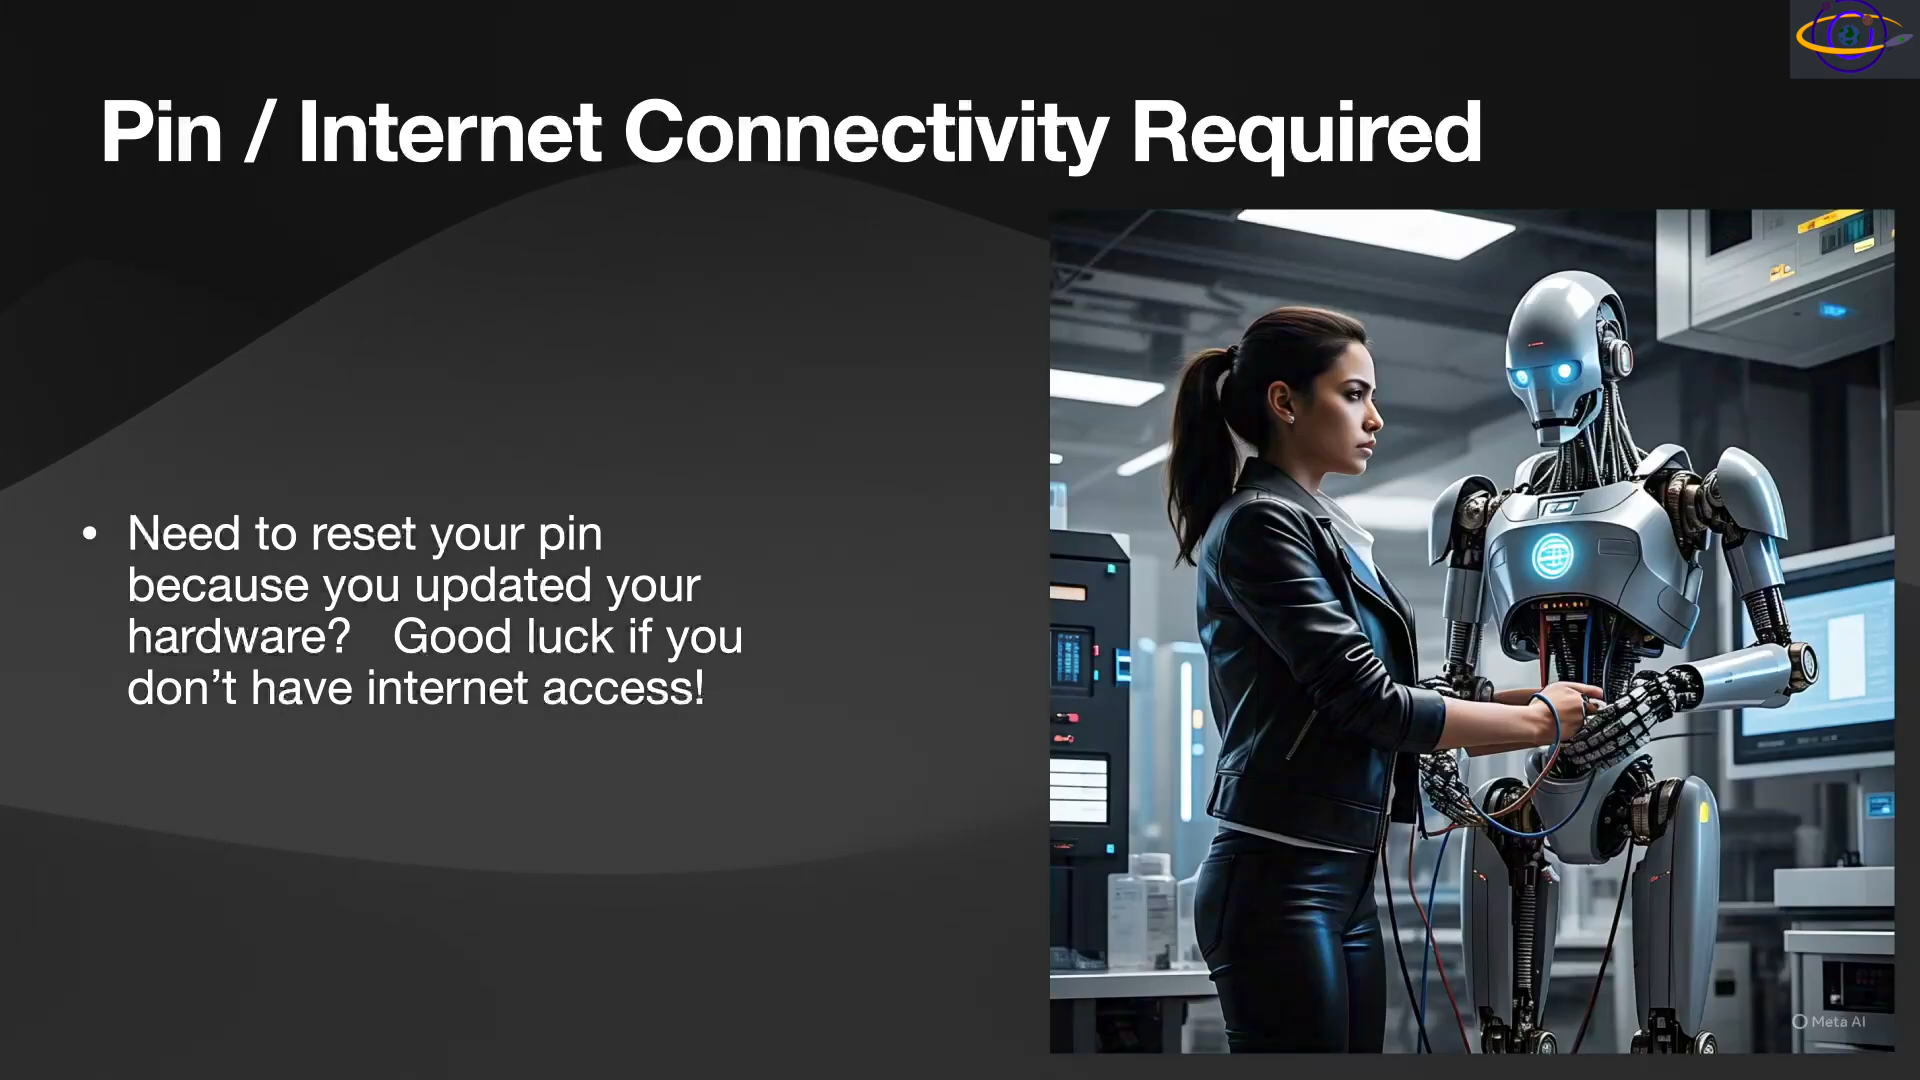 Pin / Internet Connectivity Required
• Need to reset your pin
because you updated your
hardware?   Good luck if you
don’t have internet access!
Meta AI